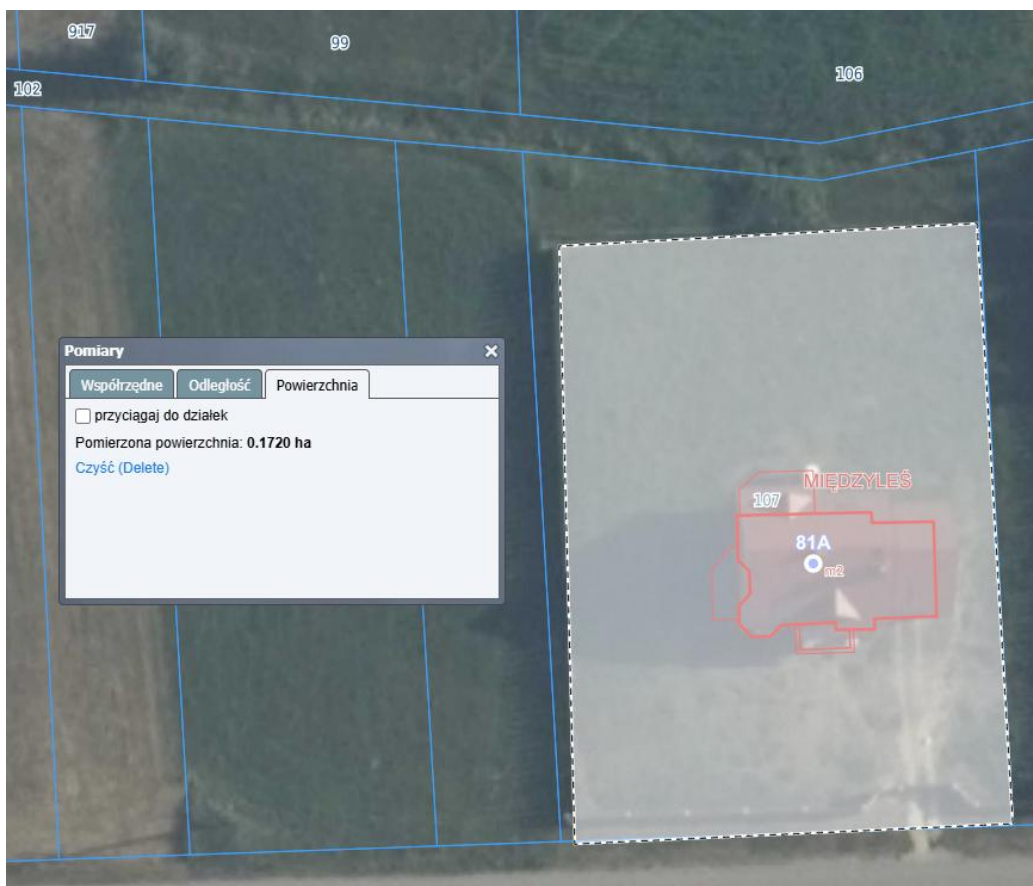 917
99
106
102
Pomiary
Współrzędne Odległość Powierzchnia
przyciągaj do działek
Pomierzona powierzchnia: 0.1720 ha
Czyść (Delete)
MIĘDZYLEŚ
107
81A
m2